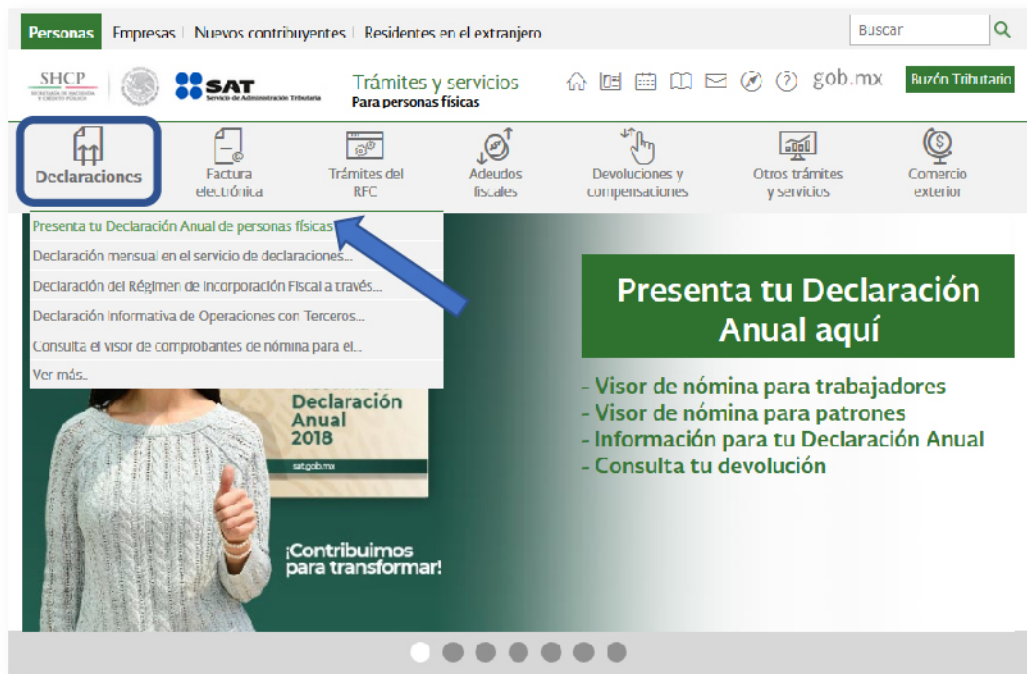 Personas Empresas Nuevos contribuyentes Residentes en el extranjero Buscar
SHCP
SECRETARÍA DE HACIENDA
Y CRÉDITO PÚBLICO
SAT
Servicio de Administración Tributaria
Trámites y servicios
Para personas físicas
gob.mx
Buzón Tributario
Declaraciones
Factura
electrónica
Trámites del
RFC
Adeudos
fiscales
Devoluciones y
compensaciones
Otros trámites
y servicios
Comercio
exterior
Presenta tu Declaración Anual de personas físicas
Declaración mensual en el servicio de declaraciones...
Declaración del Régimen de Incorporación Fiscal a través...
Declaración Informativa de Operaciones con Terceros...
Consulta el visor de comprobantes de nómina para el...
Ver más..
Declaración
Anual
2018
sat.gob.mx
¡Contribuimos
para transformar!
Presenta tu Declaración
Anual aquí
- Visor de nómina para trabajadores
- Visor de nómina para patrones
- Información para tu Declaración Anual
- Consulta tu devolución